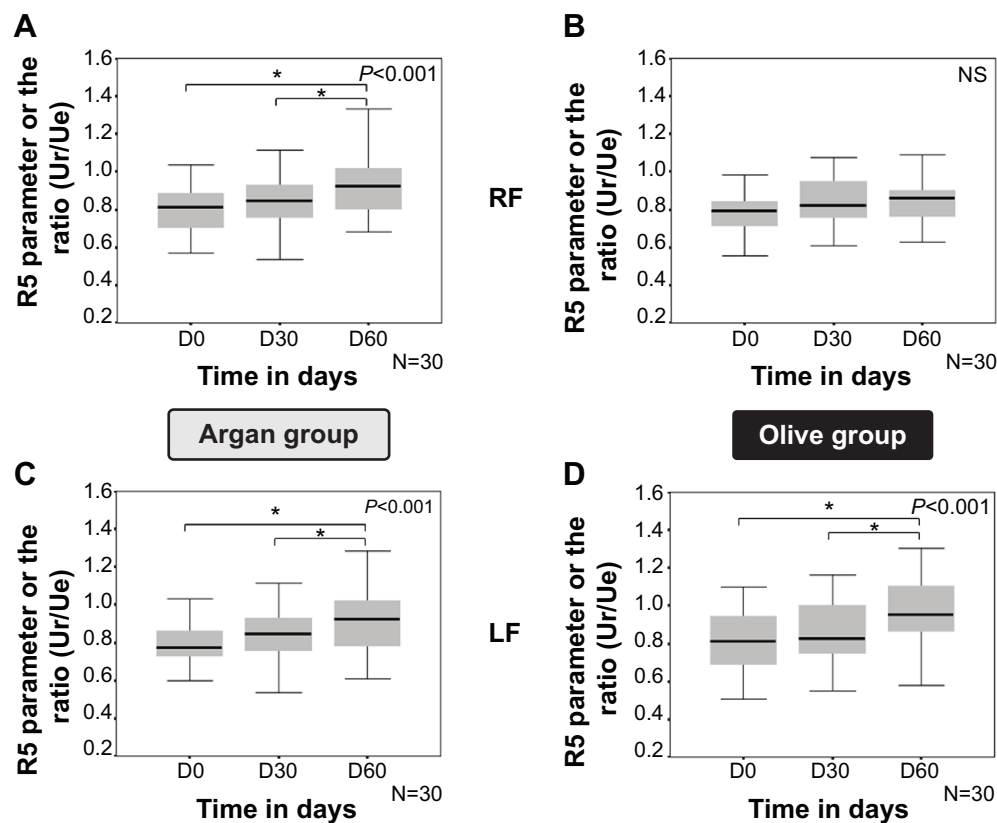 A
R5 parameter or the
ratio (Ur/Ue)
1.6
1.4
1.2
1.0
0.8
0.6
0.4
0.2
*
*
P<0.001
D0
D30
D60
N=30
Time in days
RF
B
R5 parameter or the
ratio (Ur/Ue)
1.6
1.4
1.2
1.0
0.8
0.6
0.4
0.2
NS
D0
D30
D60
N=30
Time in days
Argan group
Olive group
C
R5 parameter or the
ratio (Ur/Ue)
1.6
1.4
1.2
1.0
0.8
0.6
0.4
0.2
*
*
P<0.001
D0
D30
D60
N=30
Time in days
LF
D
R5 parameter or the
ratio (Ur/Ue)
1.6
1.4
1.2
1.0
0.8
0.6
0.4
0.2
*
*
P<0.001
D0
D30
D60
N=30
Time in days